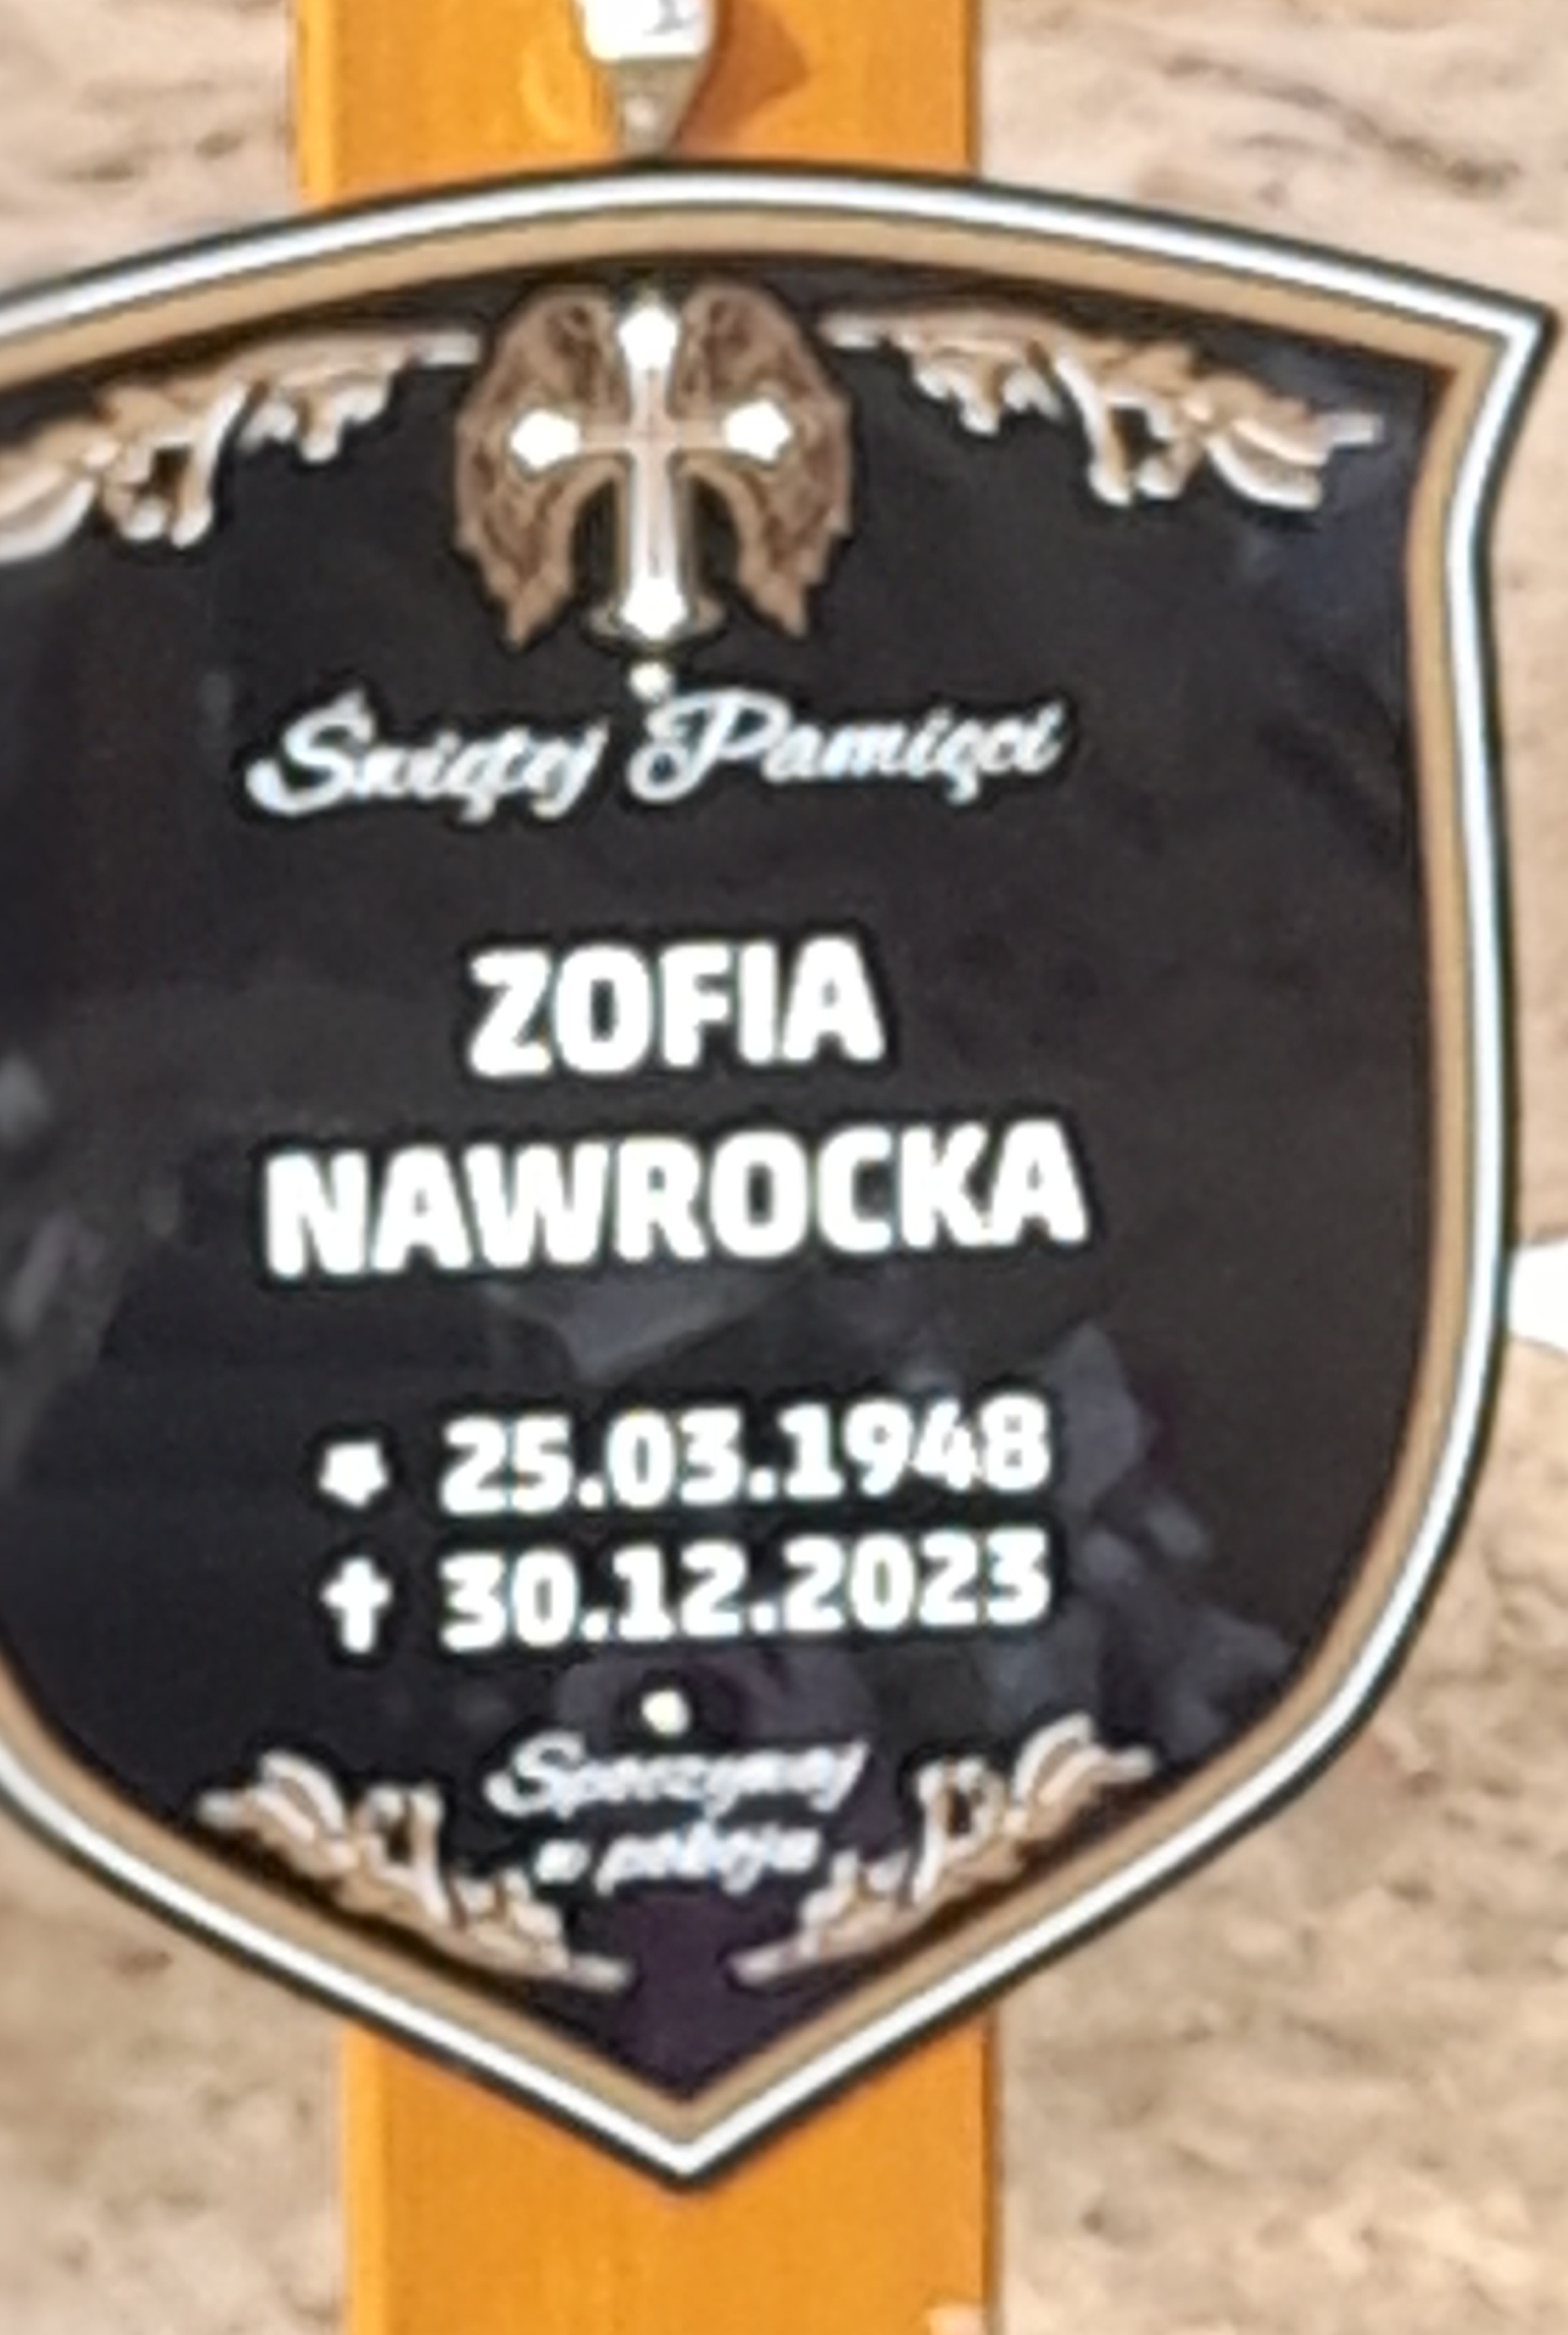 Świętej Pamięci
ZOFIA
NAWROCKA
* 25.03.1948
✝ 30.12.2023
Spoczywaj
w pokoju